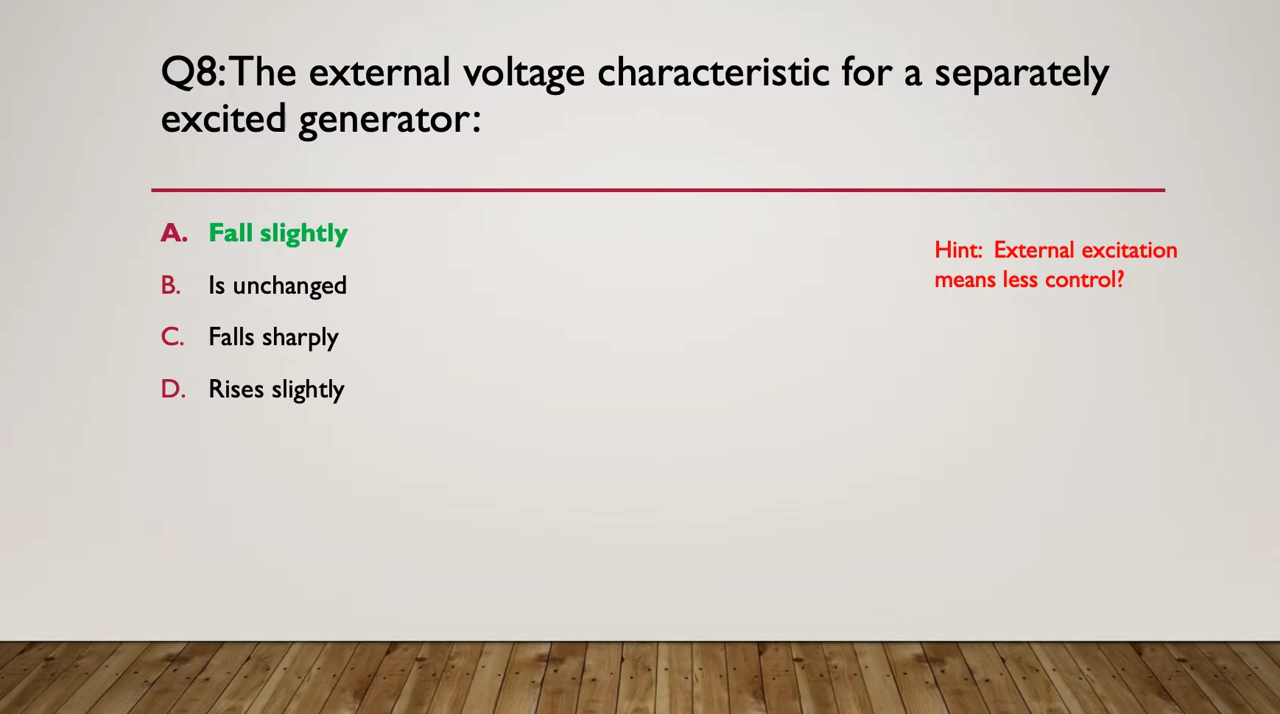 Q8: The external voltage characteristic for a separately
excited generator:
A. Fall slightly
Hint: External excitation
means less control?
B. Is unchanged
C. Falls sharply
D. Rises slightly